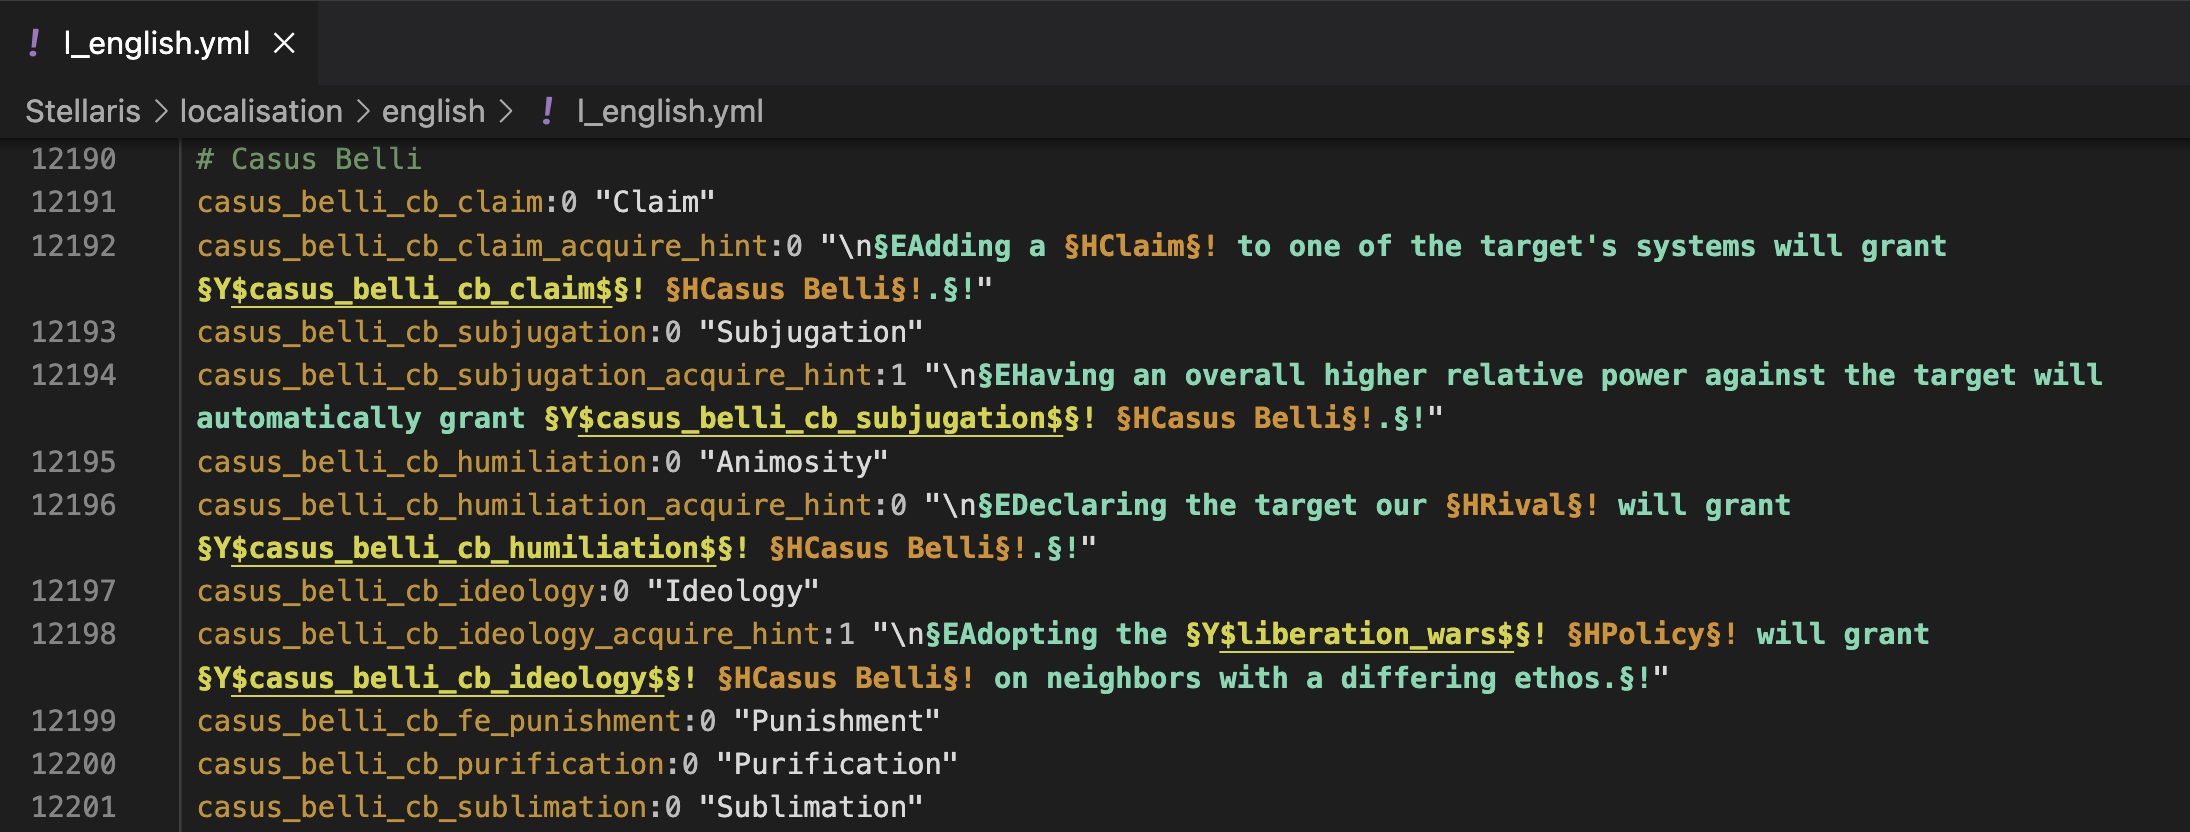 ! l_english.yml ×
Stellaris > localisation > english > ! l_english.yml
12190 # Casus Belli
12191 casus_belli_cb_claim:0 "Claim"
12192 casus_belli_cb_claim_acquire_hint:0 "\n§EAdding a §HClaim§! to one of the target's systems will grant
§Y$casus_belli_cb_claim$§! §HCasus Belli§!.§!"
12193 casus_belli_cb_subjugation:0 "Subjugation"
12194 casus_belli_cb_subjugation_acquire_hint:1 "\n§EHaving an overall higher relative power against the target will
automatically grant §Y$casus_belli_cb_subjugation$§! §HCasus Belli§!.§!"
12195 casus_belli_cb_humiliation:0 "Animosity"
12196 casus_belli_cb_humiliation_acquire_hint:0 "\n§EDeclaring the target our §HRival§! will grant
§Y$casus_belli_cb_humiliation$§! §HCasus Belli§!.§!"
12197 casus_belli_cb_ideology:0 "Ideology"
12198 casus_belli_cb_ideology_acquire_hint:1 "\n§EAdopting the §Y$liberation_wars$§! §HPolicy§! will grant
§Y$casus_belli_cb_ideology$§! §HCasus Belli§! on neighbors with a differing ethos.§!"
12199 casus_belli_cb_fe_punishment:0 "Punishment"
12200 casus_belli_cb_purification:0 "Purification"
12201 casus_belli_cb_sublimation:0 "Sublimation"